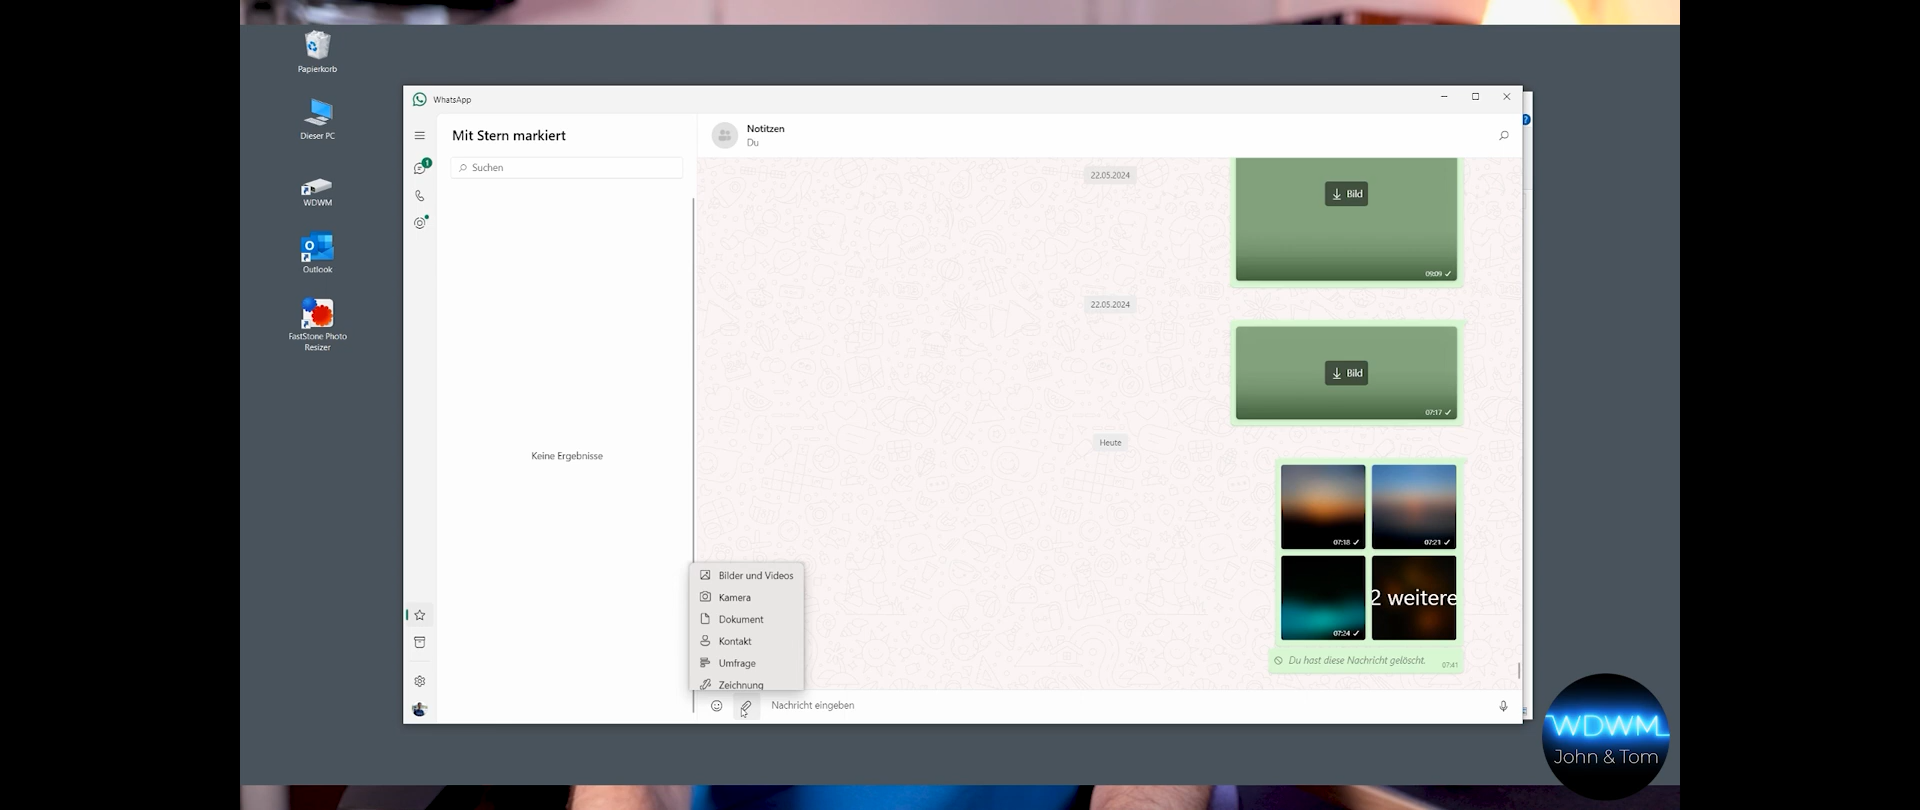 Papierkorb
Dieser PC
WDWM
Outlook
FastStone Photo
Resizer
WhatsApp
1
Mit Stern markiert
Suchen
Keine Ergebnisse
Notitzen
Du
22.05.2024
Bild
09:09
22.05.2024
Bild
07:17
Heute
07:18
07:21
07:24
2 weitere
Du hast diese Nachricht gelöscht.
07:41
Bilder und Videos
Kamera
Dokument
Kontakt
Umfrage
Zeichnung
Nachricht eingeben
?
WDWM
John & Tom